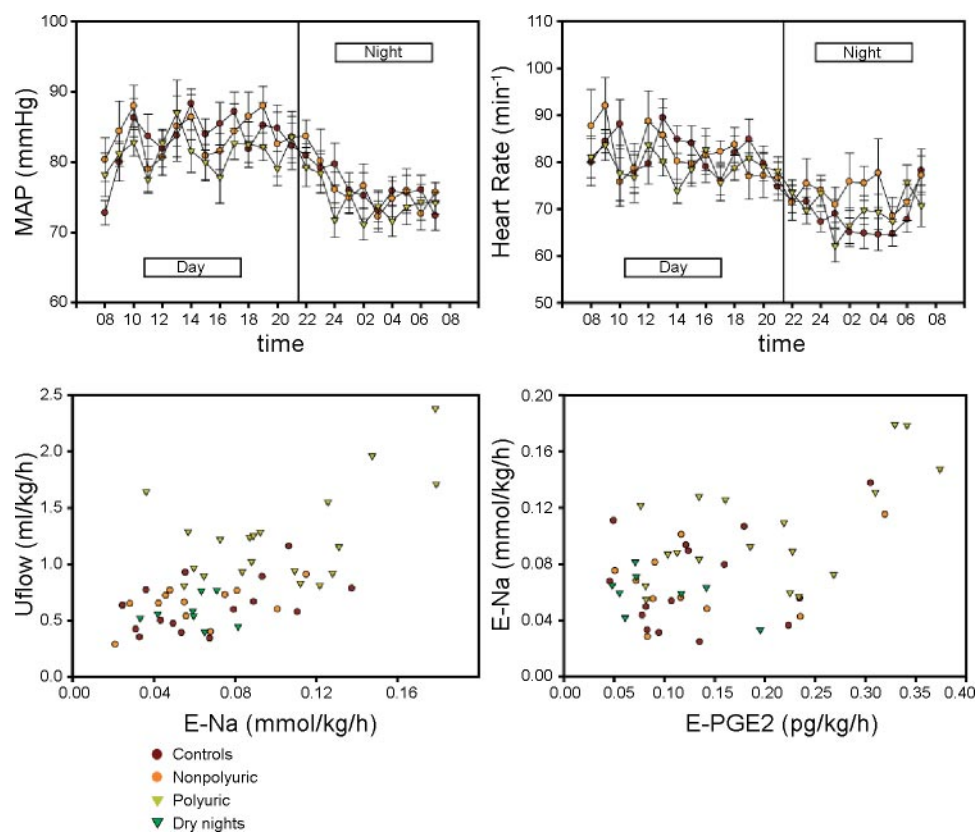 100
90
80
70
60
MAP (mmHg)
Night
Day
08 10 12 14 16 18 20 22 24 02 04 06 08
time
110
100
90
80
70
60
50
Heart Rate (min⁻¹)
Night
Day
08 10 12 14 16 18 20 22 24 02 04 06 08
time
2.5
2.0
1.5
1.0
0.5
0.0
Uflow (ml/kg/h)
0.00 0.04 0.08 0.12 0.16
E-Na (mmol/kg/h)
0.20
0.16
0.12
0.08
0.04
0.00
E-Na (mmol/kg/h)
0.00 0.05 0.10 0.15 0.20 0.25 0.30 0.35 0.40
E-PGE2 (pg/kg/h)
Controls
Nonpolyuric
Polyuric
Dry nights